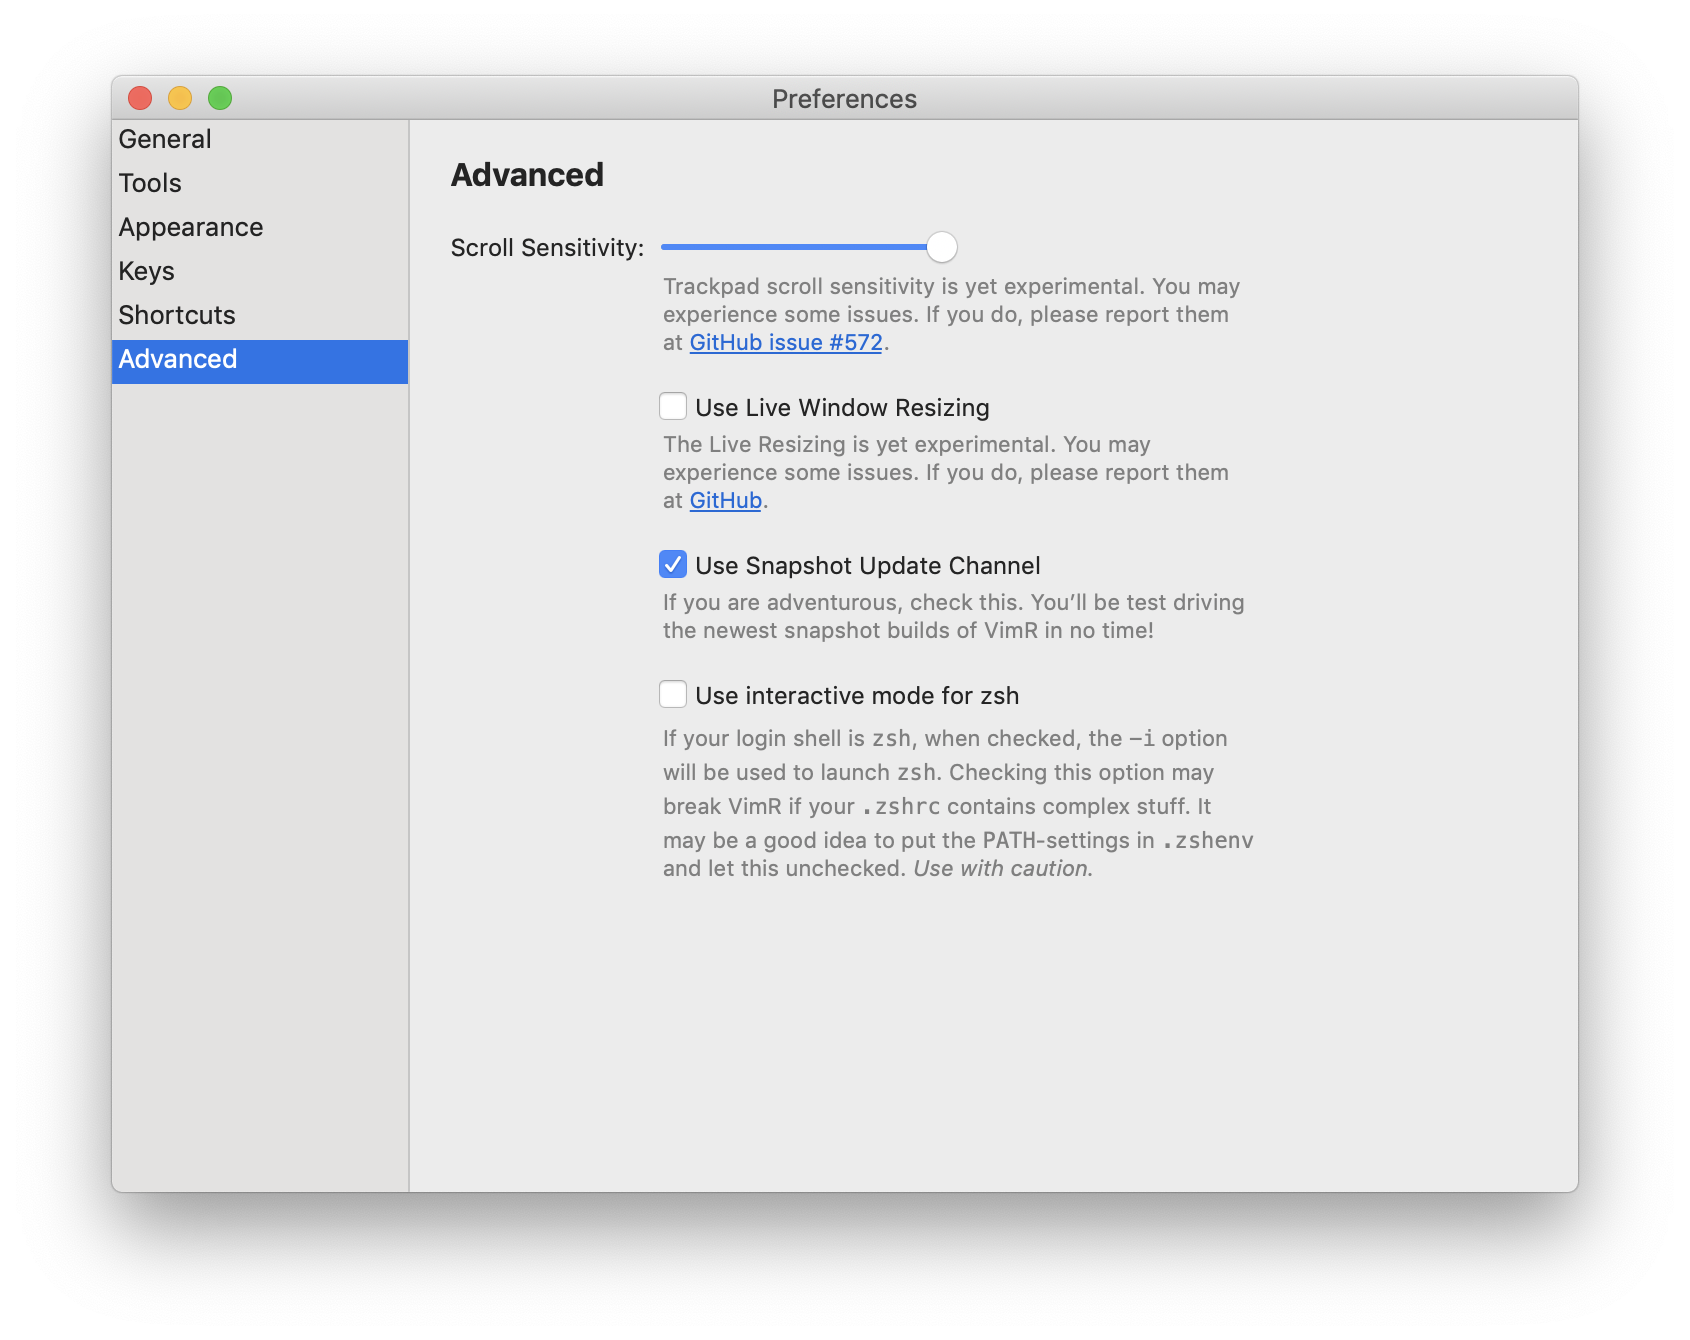 Preferences
General
Tools
Appearance
Keys
Shortcuts
Advanced
Advanced
Scroll Sensitivity:
Trackpad scroll sensitivity is yet experimental. You may
experience some issues. If you do, please report them
at GitHub issue #572.
Use Live Window Resizing
The Live Resizing is yet experimental. You may
experience some issues. If you do, please report them
at GitHub.
Use Snapshot Update Channel
If you are adventurous, check this. You’ll be test driving
the newest snapshot builds of VimR in no time!
Use interactive mode for zsh
If your login shell is zsh, when checked, the –i option
will be used to launch zsh. Checking this option may
break VimR if your .zshrc contains complex stuff. It
may be a good idea to put the PATH-settings in .zshenv
and let this unchecked. Use with caution.